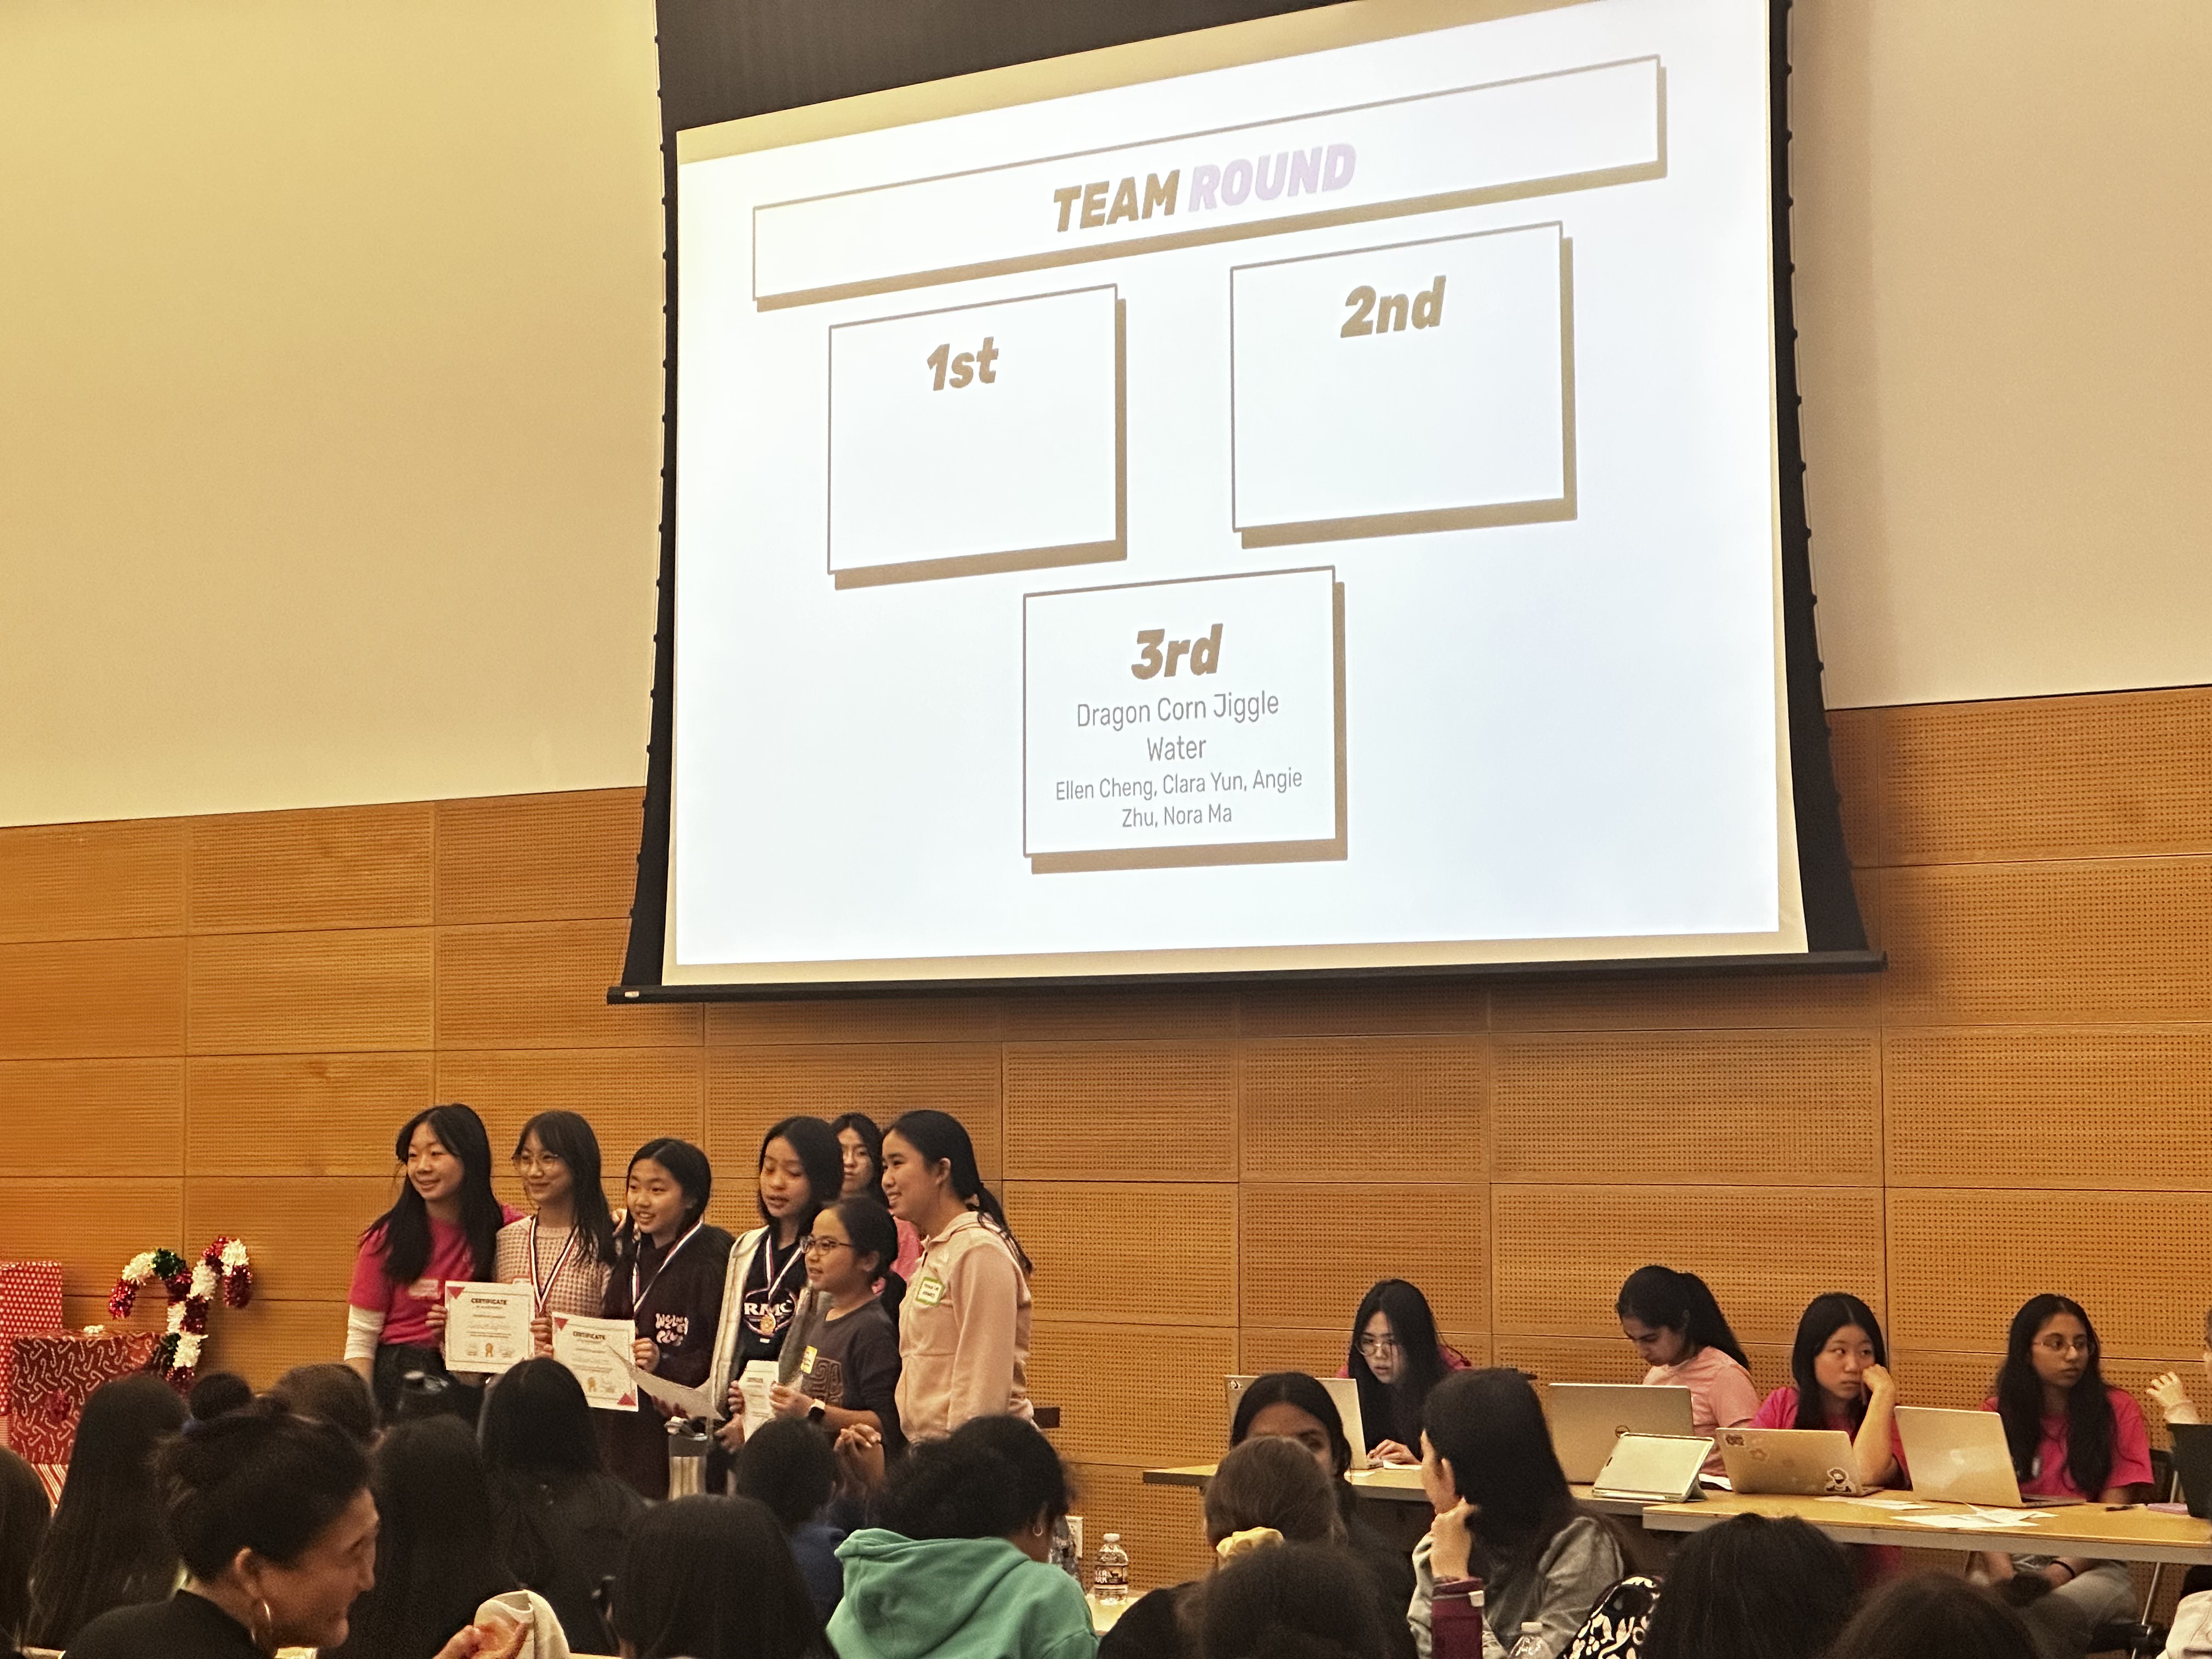 TEAM ROUND
1st
2nd
3rd
Dragon Corn Jiggle
Water
Ellen Cheng, Clara Yun, Angie
Zhu, Nora Ma
CERTIFICATE
CERTIFICATE
RMC